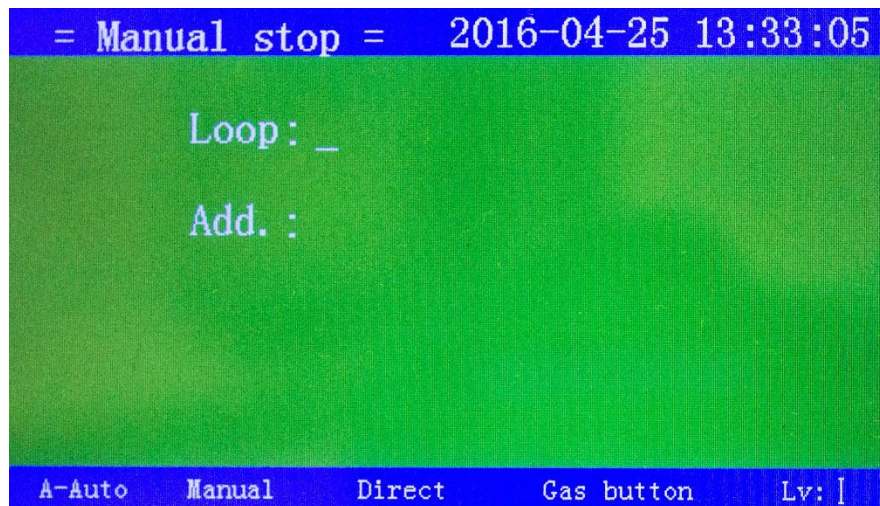 = Manual stop = 2016-04-25 13:33:05
Loop: _
Add. :
A-Auto Manual Direct Gas button Lv: I